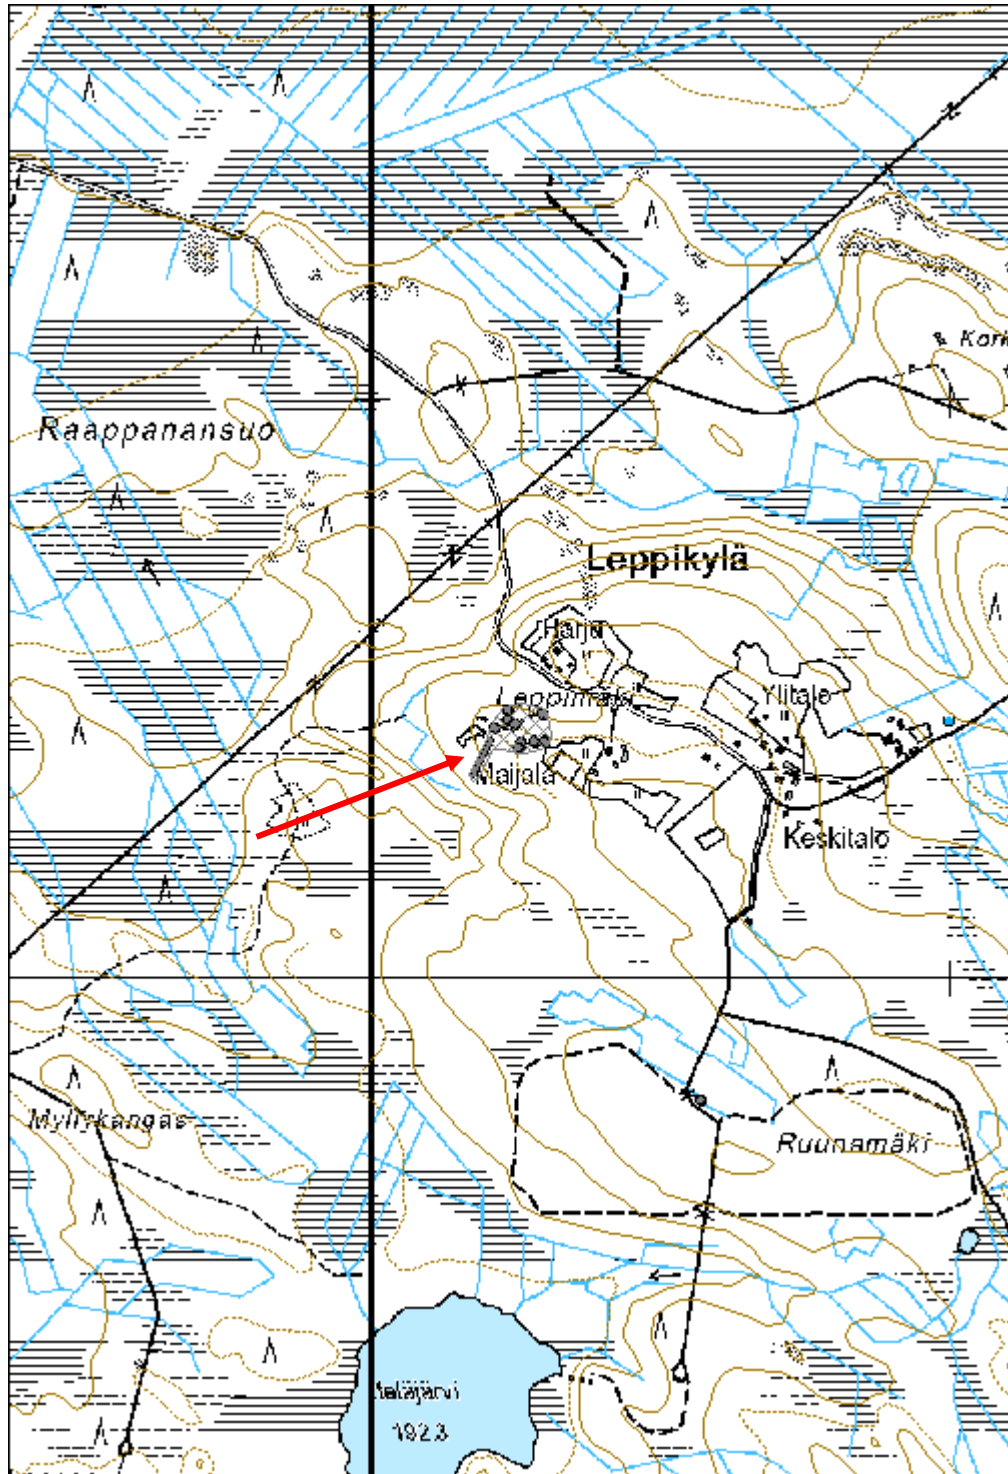 Raappanansuo
Leppikylä
Harju
Leppimäki
Ylitalo
Maijala
Keskitalo
Myllykangas
Ruunamäki
192.3